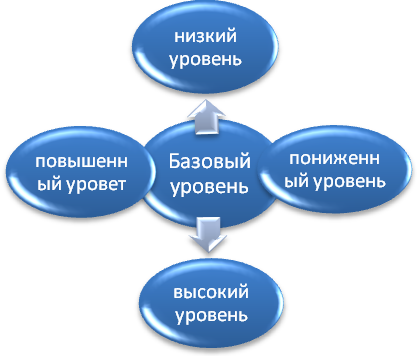 низкий
уровень
повышенн
ый уровет
Базовый
уровень
пониженн
ый уровень
высокий
уровень